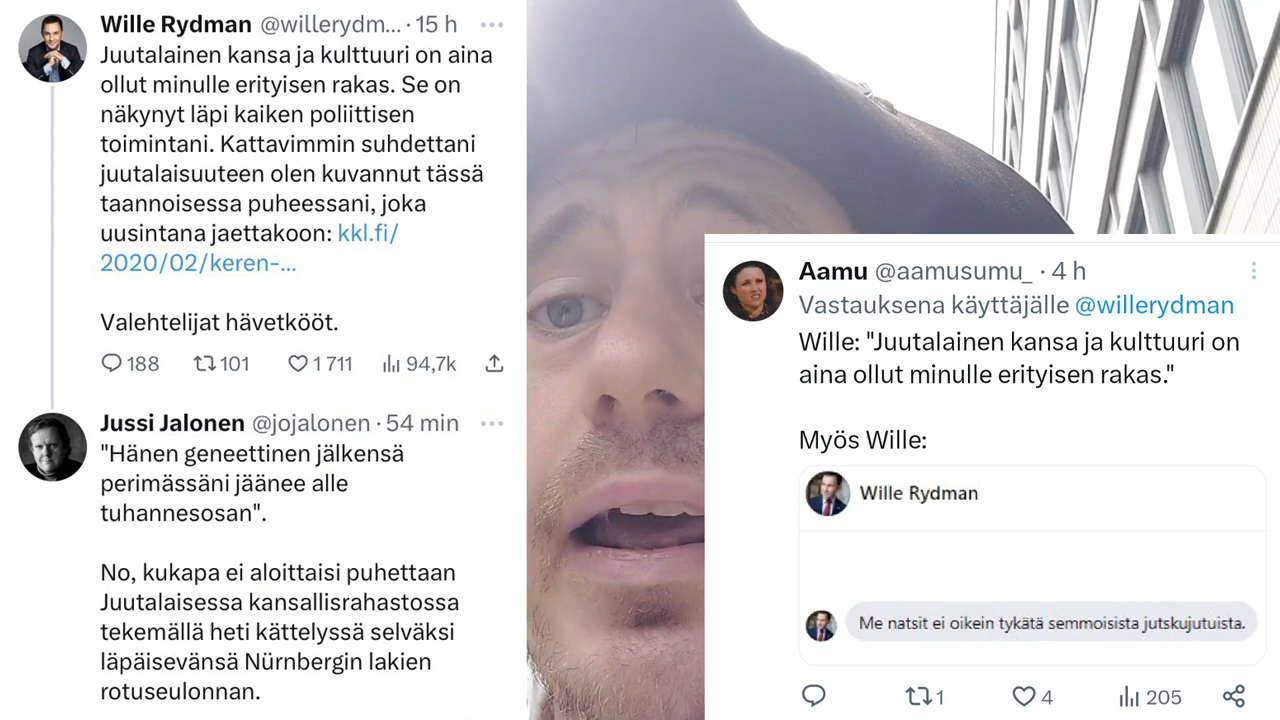 Wille Rydman @willerydm... · 15 h
Juutalainen kansa ja kulttuuri on aina
ollut minulle erityisen rakas. Se on
näkynyt läpi kaiken poliittisen
toimintani. Kattavimmin suhdettani
juutalaisuuteen olen kuvannut tässä
taannoisessa puheessani, joka
uusintana jaettakoon: kkl.fi/
2020/02/keren-...
Valehtelijat hävetkööt.
188 101 1 711 94,7k
Jussi Jalonen @jojalonen · 54 min
"Hänen geneettinen jälkensä
perimässäni jäänee alle
tuhannesosan".
No, kukapa ei aloittaisi puhettaan
Juutalaisessa kansallisrahastossa
tekemällä heti kättelyssä selväksi
läpäisevänsä Nürnbergin lakien
rotuseulonnan.
Aamu @aamusumu_ · 4 h
Vastauksena käyttäjälle @willerydman
Wille: "Juutalainen kansa ja kulttuuri on
aina ollut minulle erityisen rakas."
Myös Wille:
Wille Rydman
Me natsit ei oikein tykätä semmoisista jutskujutuista.
1 4 205